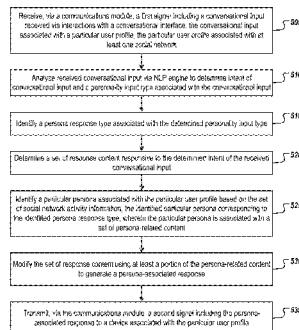 Receive, via a communications module, a first signal including a conversational input
received via interactions with a conversational interface, the conversational input
associated with a particular user profile, the particular user profile associated with at
least one social network
Analyze received conversational input via NLP engine to determine intent of
conversational input and a personality input type associated with the conversational input
Identify a persona response type associated with the determined personality input type
Determine a set of response content responsive to the determined intent of the received
conversational input
Identify a particular persona associated with the particular user profile based on the set
of social network activity information, the identified particular persona corresponding to
the identified persona response type, wherein the particular persona is associated with a
set of persona-related content
Modify the set of response content using at least a portion of the persona-related content
to generate a persona-associated response
Transmit, via the communications module, a second signal including the persona-
associated response to a device associated with the particular user profile